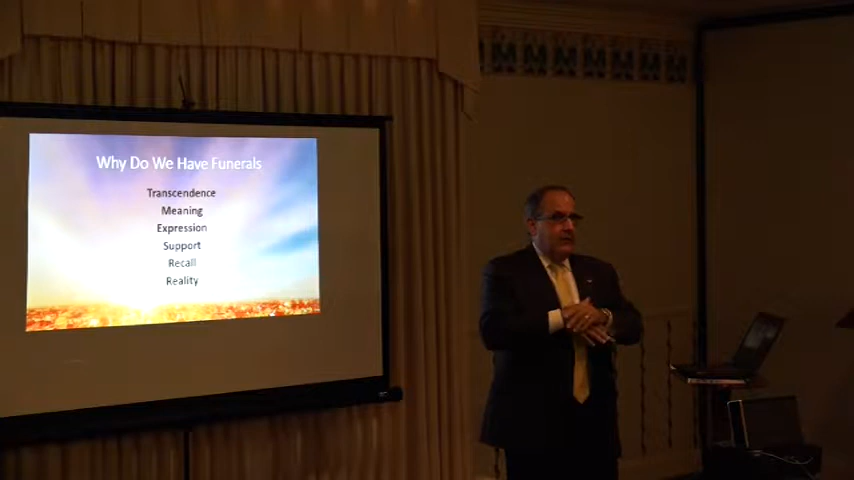 Why Do We Have Funerals
Transcendence
Meaning
Expression
Support
Recall
Reality